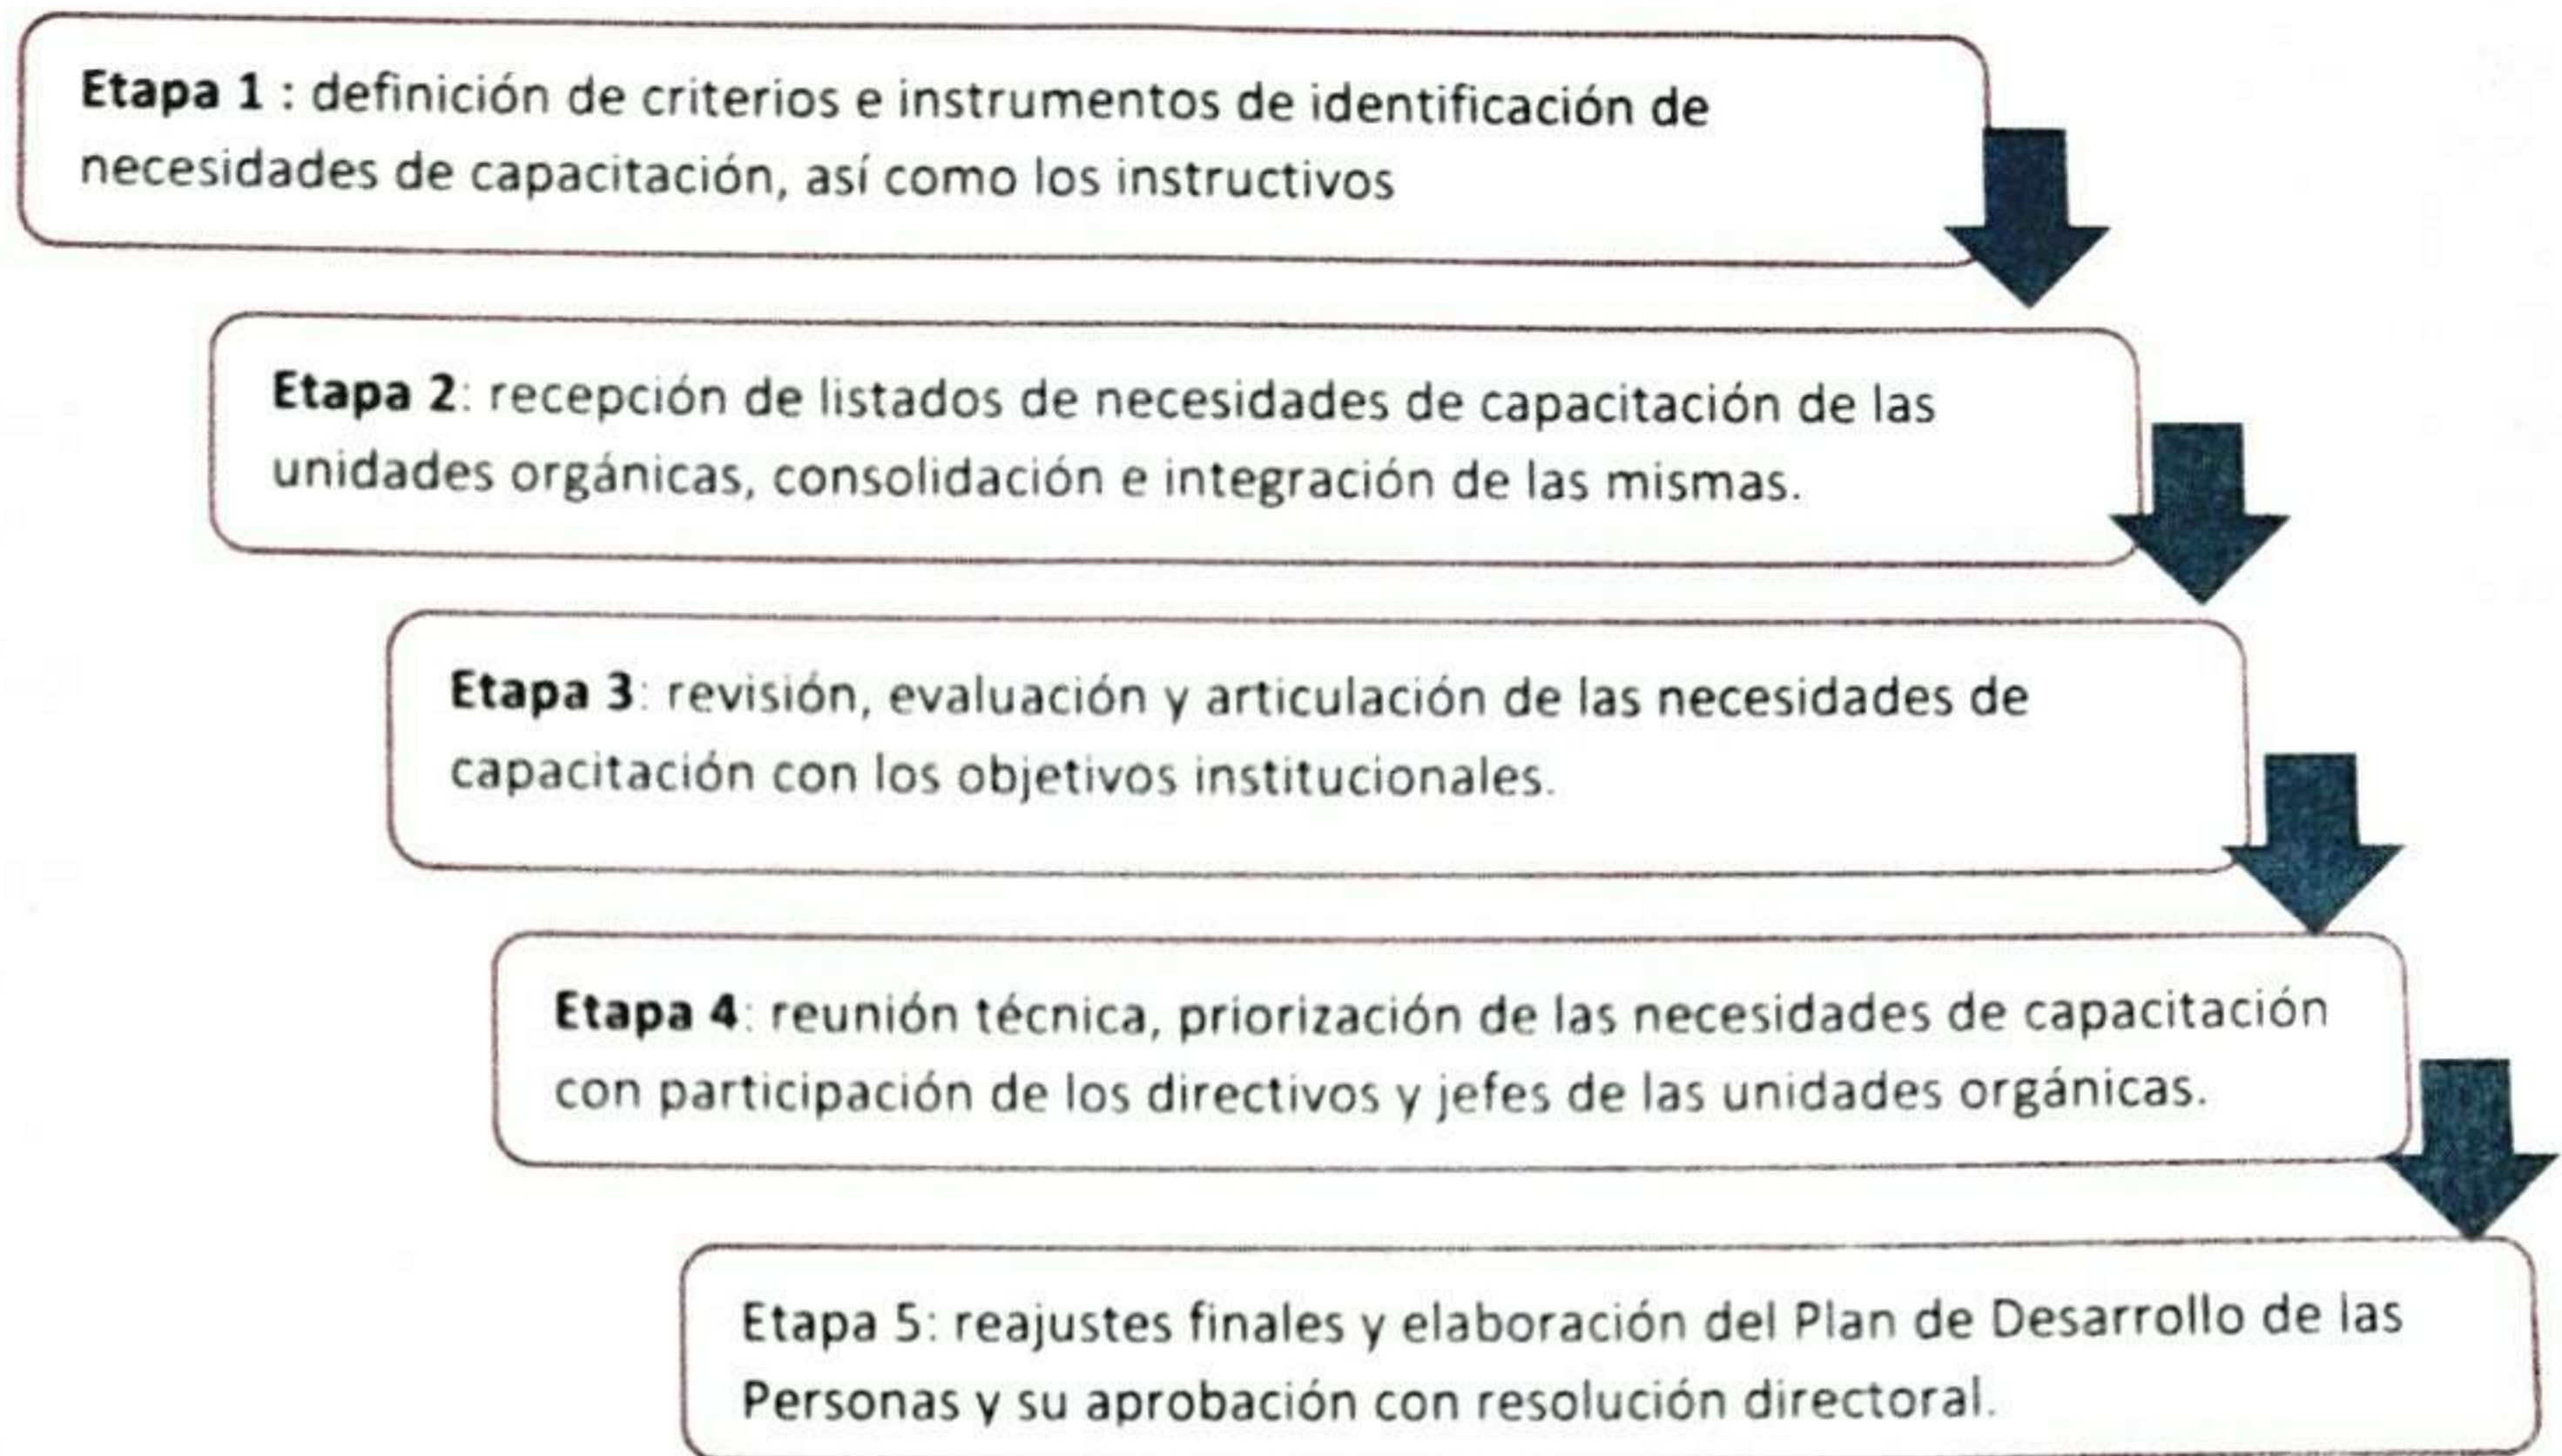 Etapa 1 : definición de criterios e instrumentos de identificación de
necesidades de capacitación, así como los instructivos
Etapa 2: recepción de listados de necesidades de capacitación de las
unidades orgánicas, consolidación e integración de las mismas.
Etapa 3: revisión, evaluación y articulación de las necesidades de
capacitación con los objetivos institucionales.
Etapa 4: reunión técnica, priorización de las necesidades de capacitación
con participación de los directivos y jefes de las unidades orgánicas.
Etapa 5: reajustes finales y elaboración del Plan de Desarrollo de las
Personas y su aprobación con resolución directoral.